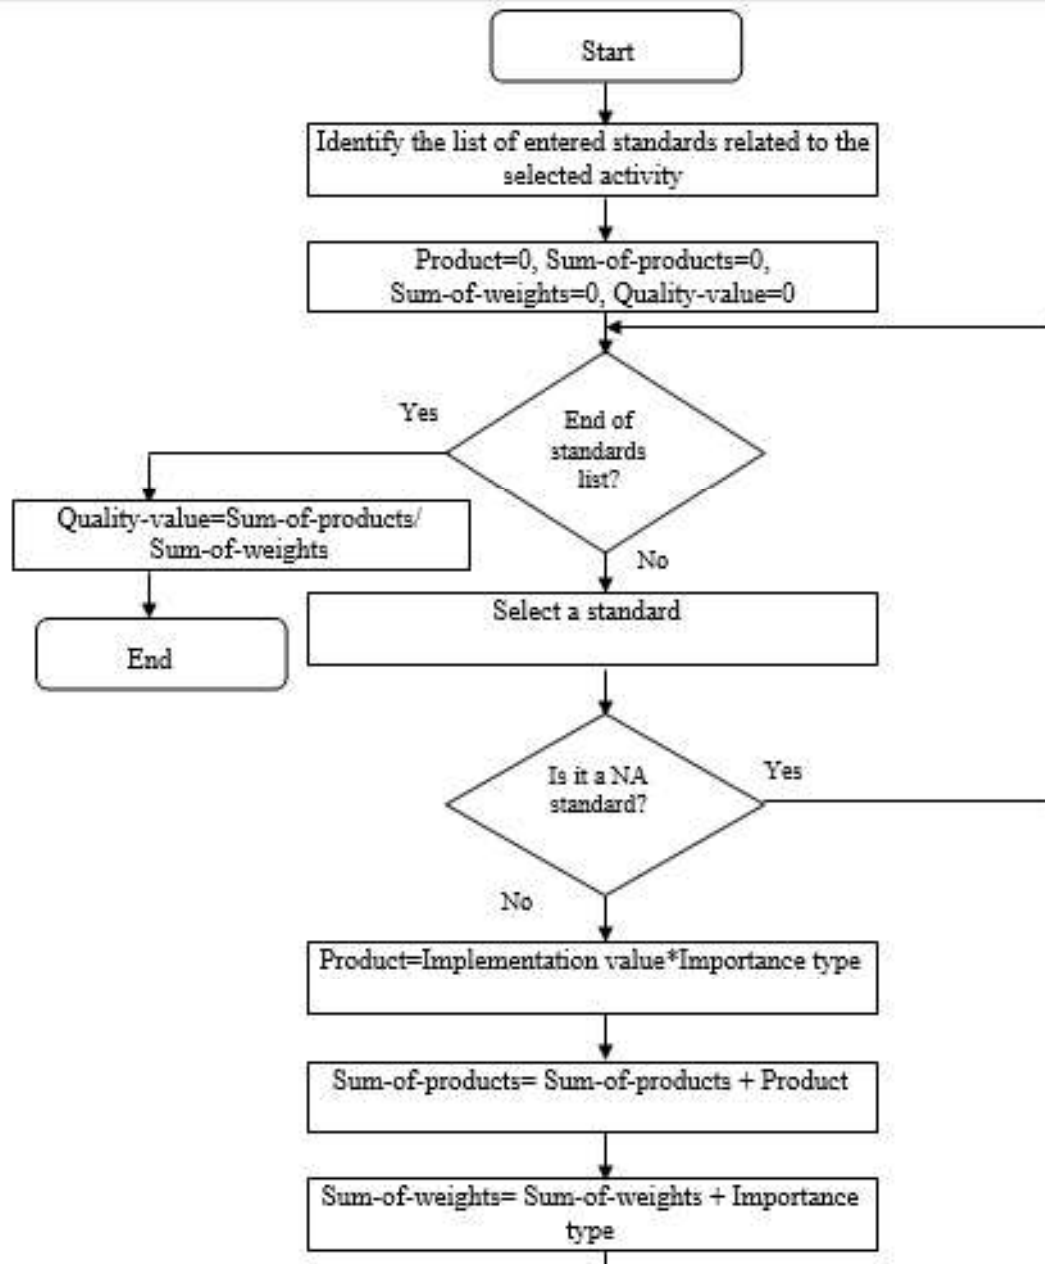 Start
Identify the list of entered standards related to the
selected activity
Product=0, Sum-of-products=0,
Sum-of-weights=0, Quality-value=0
Yes
End of
standards
list?
Quality-value=Sum-of-products/
Sum-of-weights
No
End
Select a standard
Is it a NA
standard?
Yes
No
Product=Implementation value*Importance type
Sum-of-products= Sum-of-products + Product
Sum-of-weights= Sum-of-weights + Importance
type